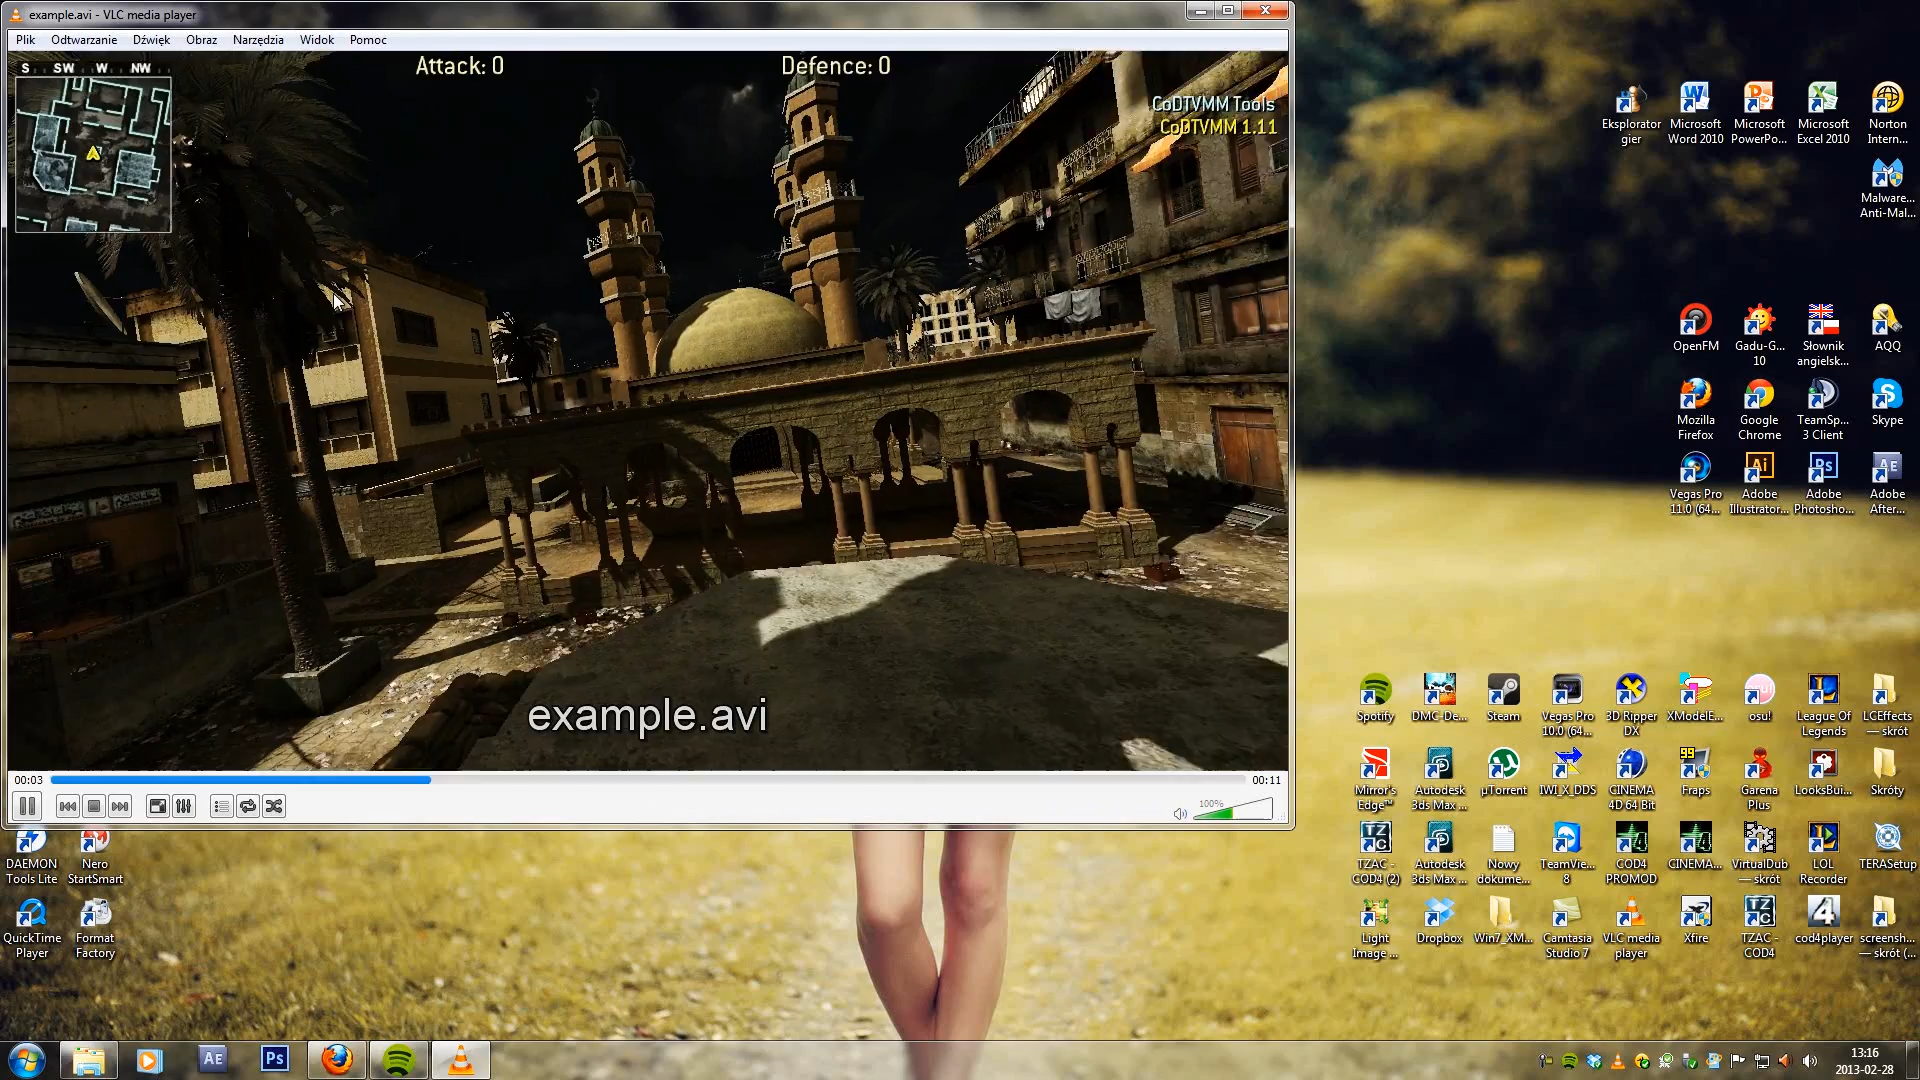 example.avi - VLC media player
Plik Odtwarzanie Dźwięk Obraz Narzędzia Widok Pomoc
S SW W NW
Attack: 0
Defence: 0
CoDTVMM Tools
CoDTVMM 1.11
example.avi
00:03
00:11
100%
Eksplorator gier
Microsoft Word 2010
Microsoft PowerPo...
Microsoft Excel 2010
Norton Intern...
Malware... Anti-Mal...
OpenFM
Gadu-G... 10
Słownik angielsk...
AQQ
Mozilla Firefox
Google Chrome
TeamSp... 3 Client
Skype
Vegas Pro 11.0 (64...
Adobe Illustrator...
Adobe Photosho...
Adobe After...
Spotify
DMC-De...
Steam
Vegas Pro 10.0 (64...
3D Ripper DX
XModelE...
osu!
League Of Legends
LCEffects — skrót
Mirror's Edge™
Autodesk 3ds Max ...
µTorrent
IWI_X_DDS
CINEMA 4D 64 Bit
Fraps
Garena Plus
LooksBui...
Skróty
TZAC - COD4 (2)
Autodesk 3ds Max ...
Nowy dokume...
TeamVie... 8
COD4 PROMOD
CINEMA...
VirtualDub — skrót
LOL Recorder
TERASetup
Light Image ...
Dropbox
Win7_XM...
Camtasia Studio 7
VLC media player
Xfire
TZAC - COD4
cod4player
screensh... — skrót (...
DAEMON Tools Lite
Nero StartSmart
QuickTime Player
Format Factory
13:16
2013-02-28